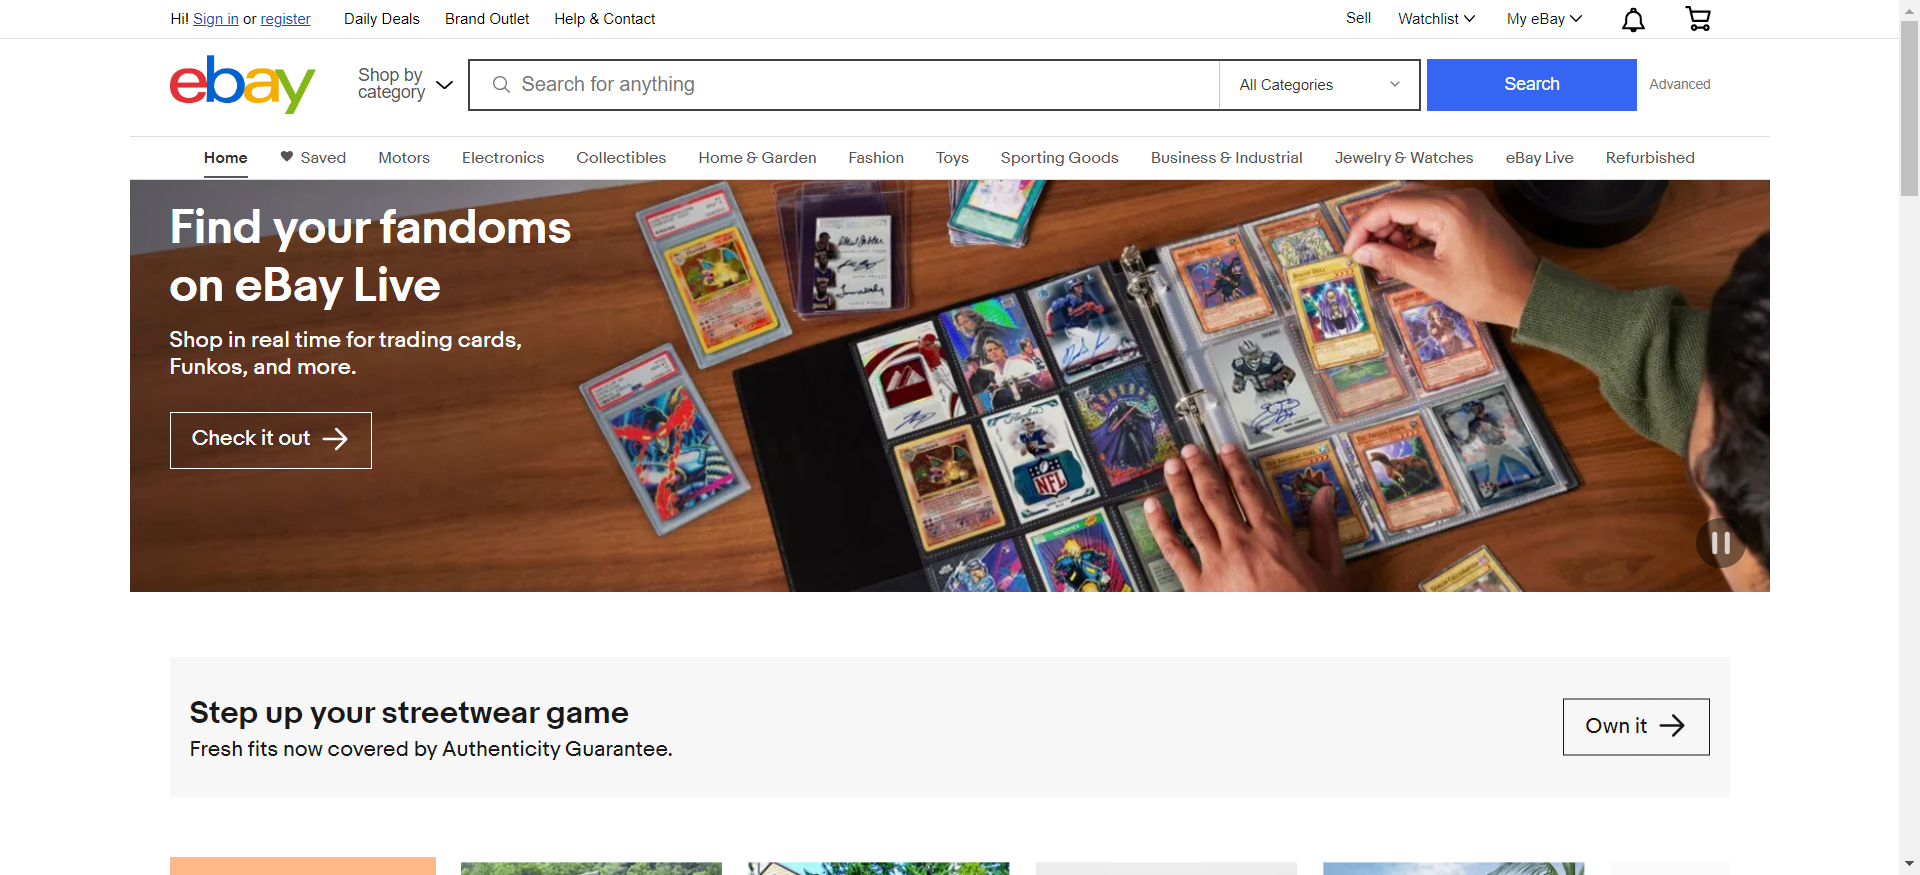 Hi! Sign in or register
Daily Deals
Brand Outlet
Help & Contact
Sell
Watchlist
My eBay
ebay
Shop by
category
Search for anything
All Categories
Search
Advanced
Home
Saved
Motors
Electronics
Collectibles
Home & Garden
Fashion
Toys
Sporting Goods
Business & Industrial
Jewelry & Watches
eBay Live
Refurbished
Find your fandoms
on eBay Live
Shop in real time for trading cards,
Funkos, and more.
Check it out
NFL
Step up your streetwear game
Fresh fits now covered by Authenticity Guarantee.
Own it